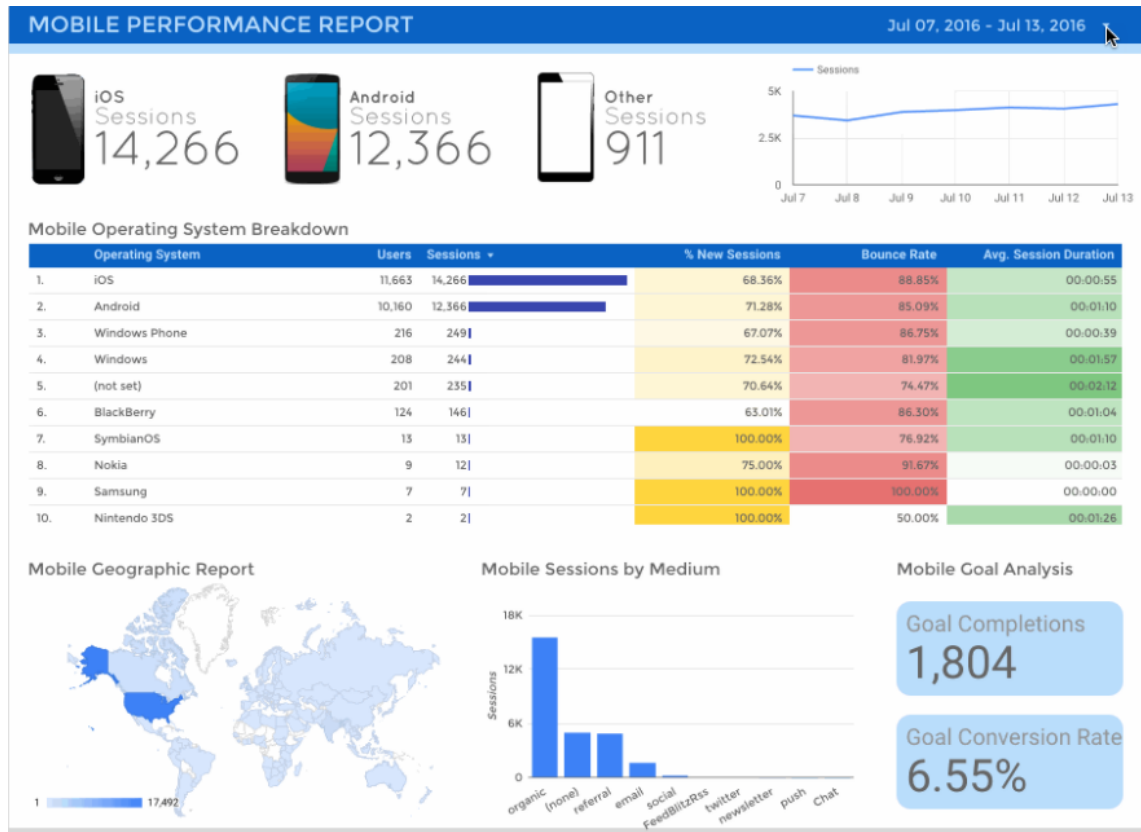 MOBILE PERFORMANCE REPORT
Jul 07, 2016 - Jul 13, 2016
iOS
Sessions
14,266
Android
Sessions
12,366
Other
Sessions
911
Sessions
5K
2.5K
0
Jul 7 Jul 8 Jul 9 Jul 10 Jul 11 Jul 12 Jul 13
Mobile Operating System Breakdown
Operating System Users Sessions % New Sessions Bounce Rate Avg. Session Duration
1. iOS 11,663 14,266 68.36% 88.85% 00:00:55
2. Android 10,160 12,366 71.28% 85.09% 00:01:10
3. Windows Phone 216 249 67.07% 86.75% 00:00:39
4. Windows 208 244 72.54% 81.97% 00:01:57
5. (not set) 201 235 70.64% 74.47% 00:02:12
6. BlackBerry 124 146 63.01% 86.30% 00:01:04
7. SymbianOS 13 13 100.00% 76.92% 00:01:10
8. Nokia 9 12 75.00% 91.67% 00:00:03
9. Samsung 7 7 100.00% 100.00% 00:00:00
10. Nintendo 3DS 2 2 100.00% 50.00% 00:01:26
Mobile Geographic Report
1 17,492
Mobile Sessions by Medium
Sessions
18K
12K
6K
0
organic (none) referral email social FeedBlitzRss twitter newsletter push Chat
Mobile Goal Analysis
Goal Completions
1,804
Goal Conversion Rate
6.55%